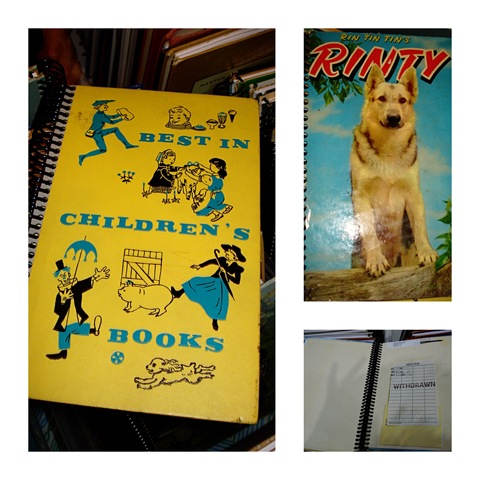 BEST IN
CHILDREN'S
BOOKS
RIN TIN TIN'S
RINTY
WITHDRAWN